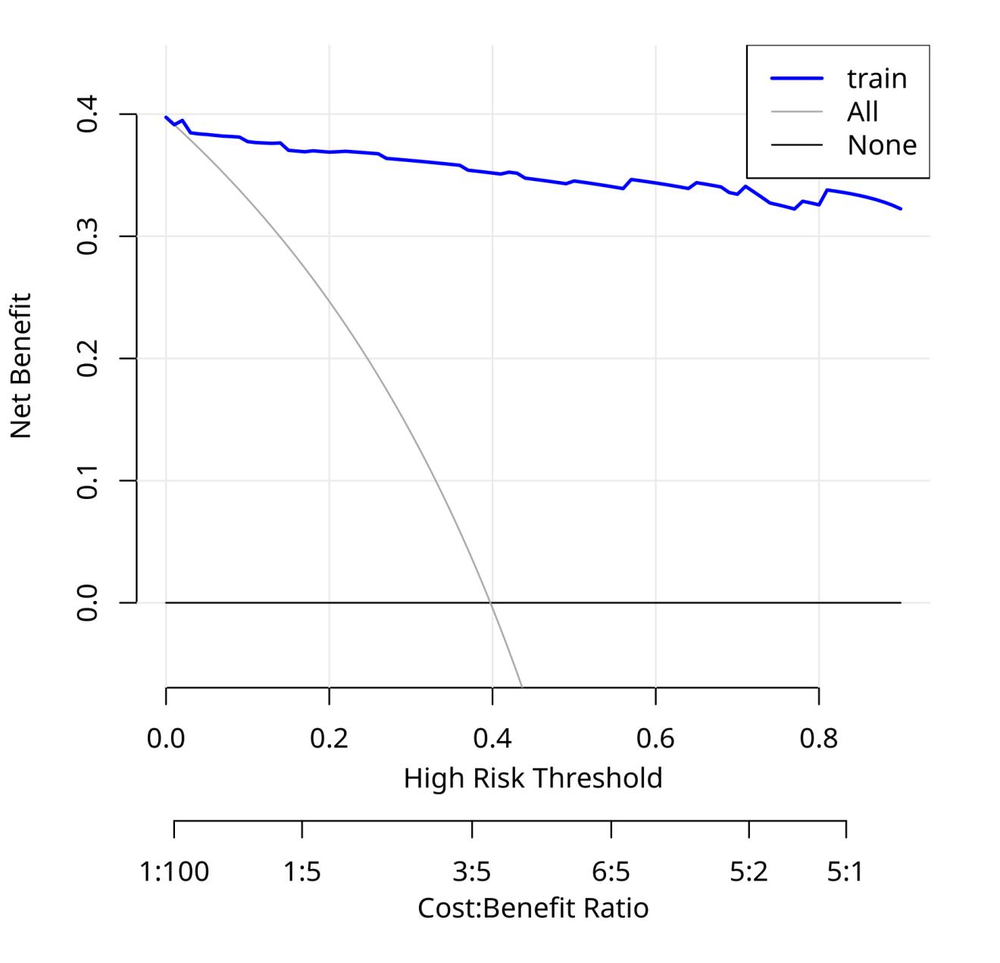 train
All
None
Net Benefit
0.4
0.3
0.2
0.1
0.0
0.0 0.2 0.4 0.6 0.8
High Risk Threshold
1:100 1:5 3:5 6:5 5:2 5:1
Cost:Benefit Ratio